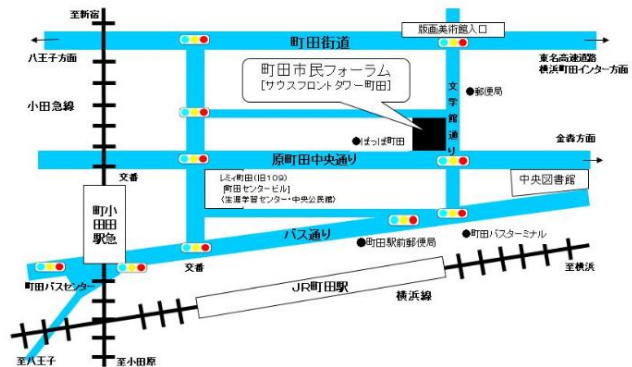 至新宿
版画美術館入口
町田街道
八王子方面
東名高速道路
横浜町田インター方面
町田市民フォーラム
[サウスフロントタワー町田]
小田急線
文学館通り
●郵便局
●ぽっぽ町田
金森方面
原町田中央通り
交番
レミィ町田(旧109)
[町田センタービル]
〈生涯学習センター・中央公民館〉
中央図書館
小田急
町田駅
バス通り
●町田バスターミナル
●町田駅前郵便局
交番
至横浜
町田バスセンター
JR町田駅
横浜線
至八王子
至小田原